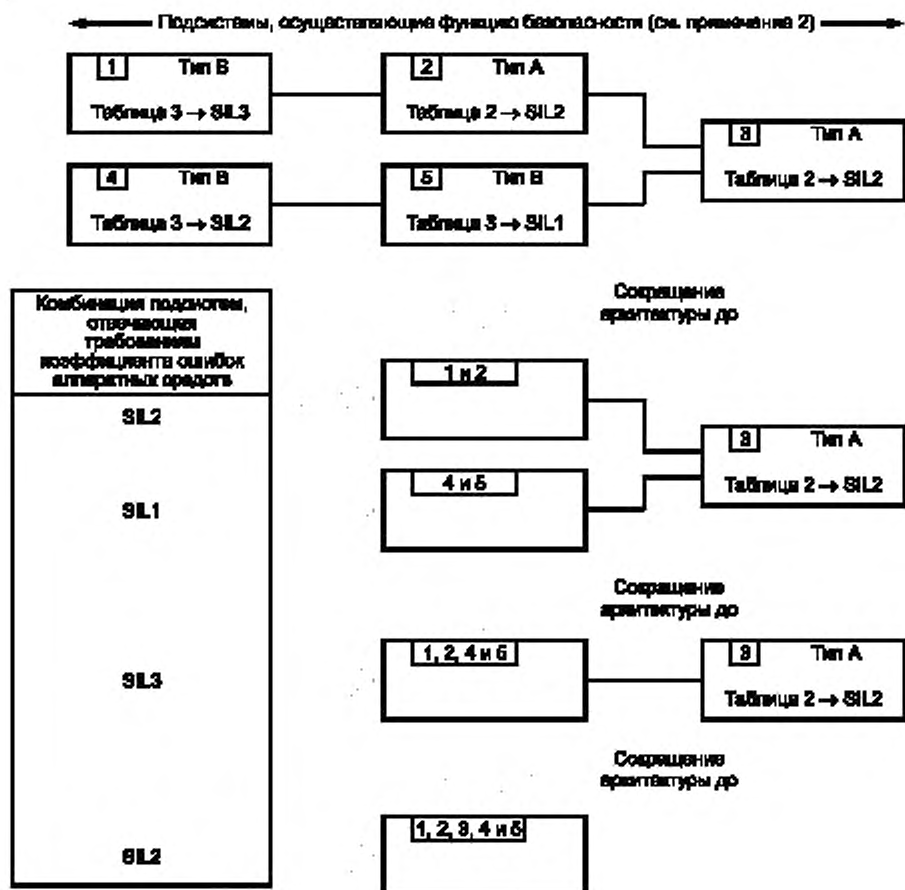 Подсистемы, осуществляющие функцию безопасности (см. примечание 2)
1 Тип В
Таблица 3 → SIL3
2 Тип А
Таблица 2 → SIL2
3 Тип А
Таблица 2 → SIL2
4 Тип В
Таблица 3 → SIL2
5 Тип В
Таблица 3 → SIL1
Комбинация подсистем,
отвечающая
требованиям
коэффициента ошибок
аппаратных средств
SIL2
SIL1
SIL3
SIL2
Сокращение
архитектуры до
1 и 2
4 и 5
3 Тип А
Таблица 2 → SIL2
Сокращение
архитектуры до
1, 2, 4 и 5
3 Тип А
Таблица 2 → SIL2
Сокращение
архитектуры до
1, 2, 3, 4 и 5